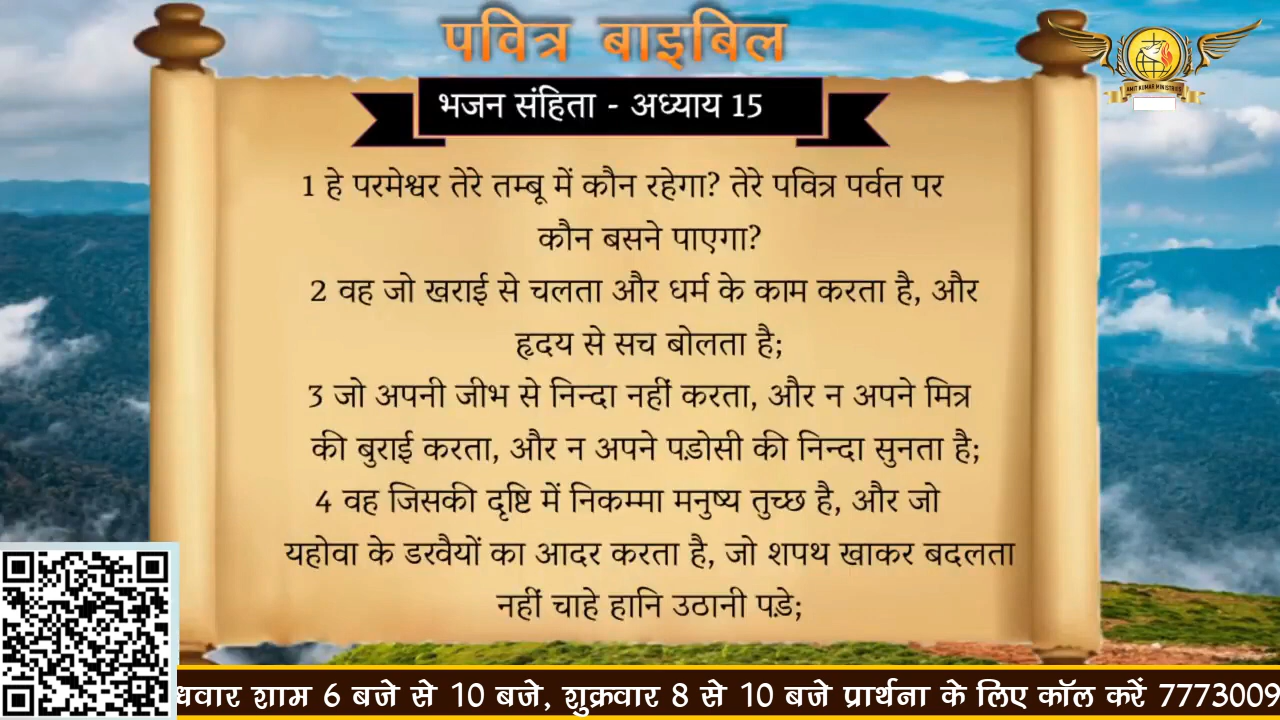 पवित्र बाइबिल
AMIT KUMAR MINISTRIES
भजन संहिता - अध्याय 15
1 हे परमेश्वर तेरे तम्बू में कौन रहेगा? तेरे पवित्र पर्वत पर
कौन बसने पाएगा?
2 वह जो खराई से चलता और धर्म के काम करता है, और
हृदय से सच बोलता है;
3 जो अपनी जीभ से निन्दा नहीं करता, और न अपने मित्र
की बुराई करता, और न अपने पड़ोसी की निन्दा सुनता है;
4 वह जिसकी दृष्टि में निकम्मा मनुष्य तुच्छ है, और जो
यहोवा के डरवैयों का आदर करता है, जो शपथ खाकर बदलता
नहीं चाहे हानि उठानी पड़े;
धवार शाम 6 बजे से 10 बजे, शुक्रवार 8 से 10 बजे प्रार्थना के लिए कॉल करें 7773009